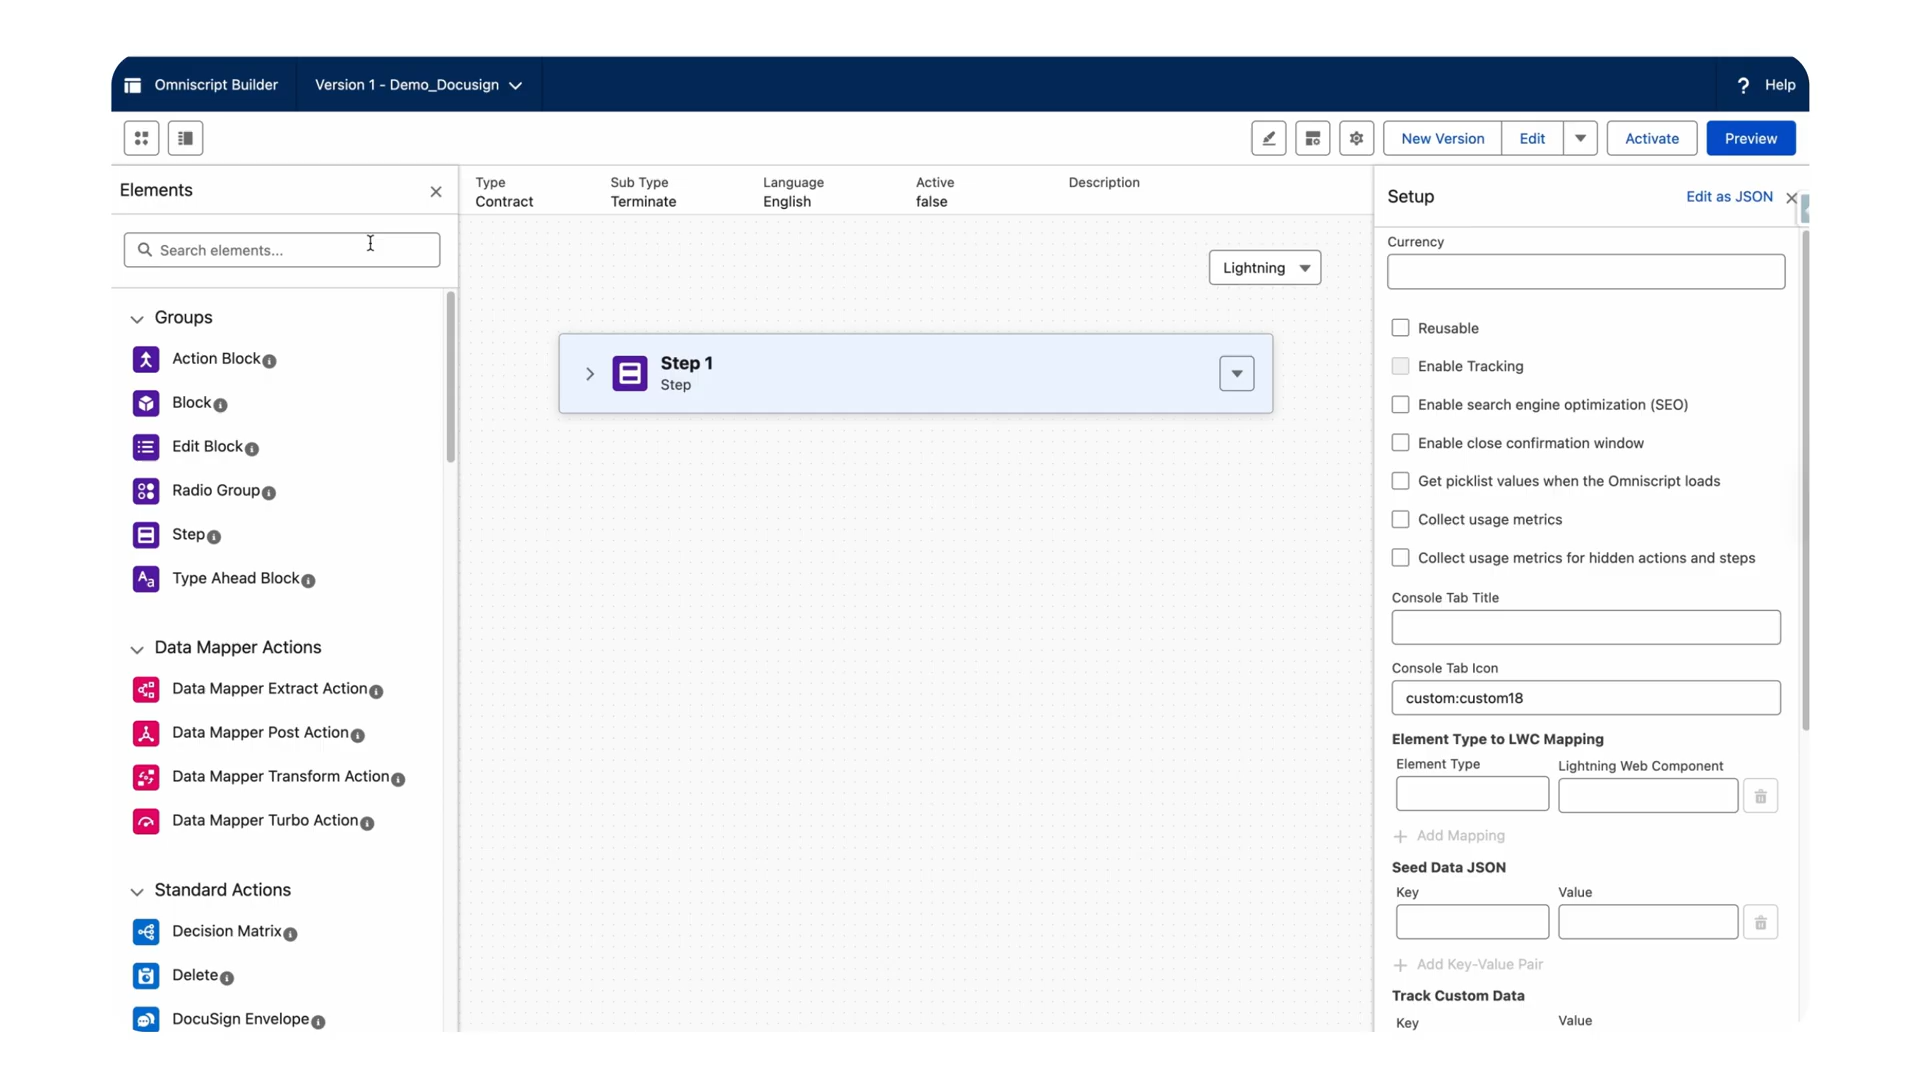 Omniscript Builder
Version 1 - Demo_Docusign
? Help
New Version
Edit
Activate
Preview
Elements
Search elements...
Groups
Action Block
Block
Edit Block
Radio Group
Step
Type Ahead Block
Data Mapper Actions
Data Mapper Extract Action
Data Mapper Post Action
Data Mapper Transform Action
Data Mapper Turbo Action
Standard Actions
Decision Matrix
Delete
DocuSign Envelope
Type
Contract
Sub Type
Terminate
Language
English
Active
false
Description
Lightning
Step 1
Step
Setup
Edit as JSON
Currency
Reusable
Enable Tracking
Enable search engine optimization (SEO)
Enable close confirmation window
Get picklist values when the Omniscript loads
Collect usage metrics
Collect usage metrics for hidden actions and steps
Console Tab Title
Console Tab Icon
custom:custom18
Element Type to LWC Mapping
Element Type
Lightning Web Component
Add Mapping
Seed Data JSON
Key
Value
Add Key-Value Pair
Track Custom Data
Key
Value